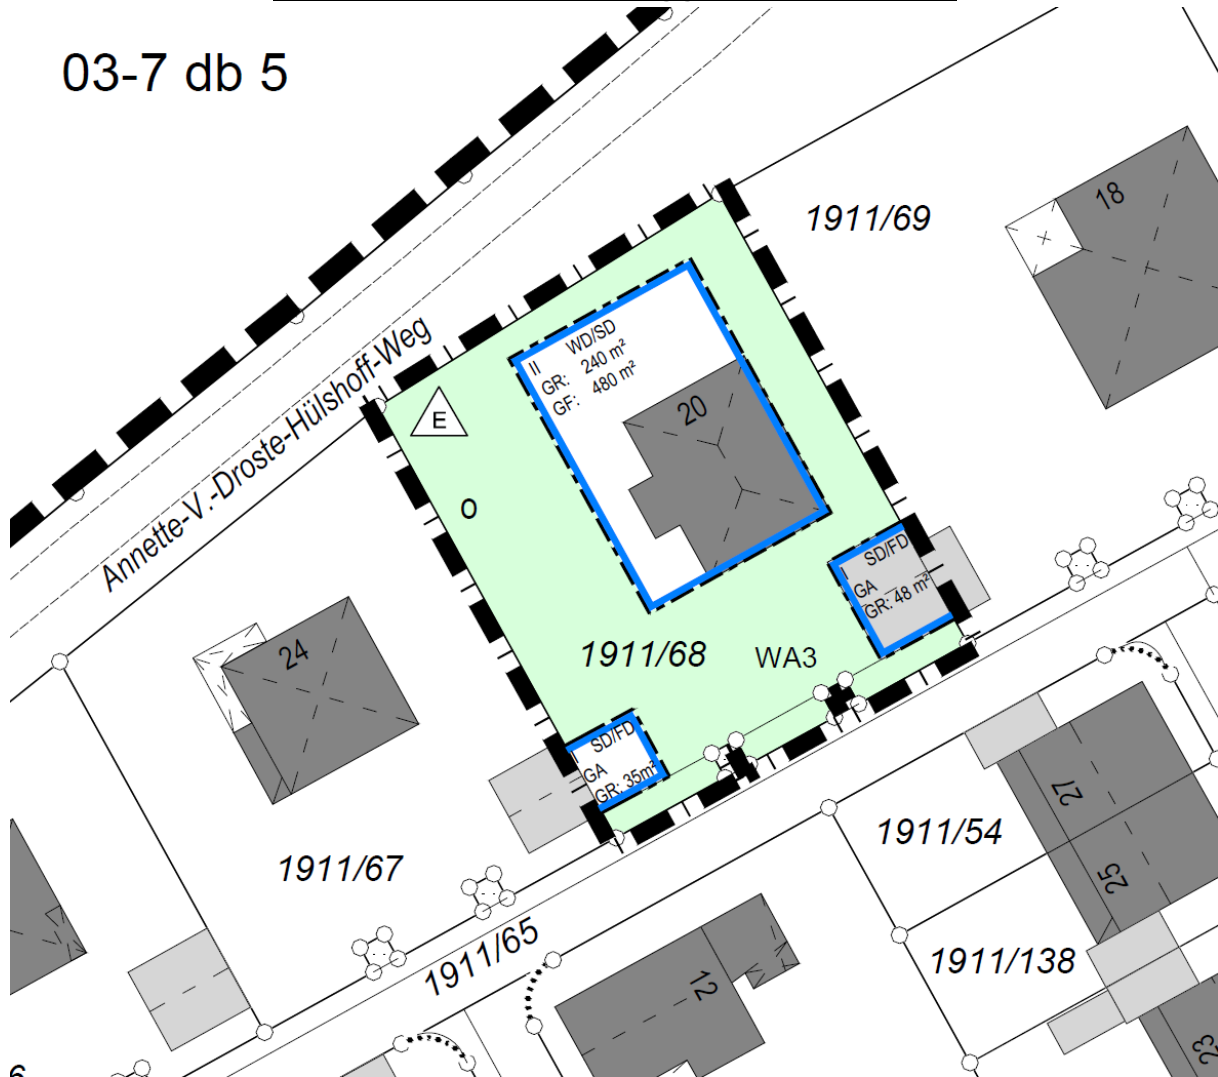 03-7 db 5
18
1911/69
Annette-V.-Droste-Hülshoff-Weg
II WD/SD
GR: 240 m²
GF: 480 m²
20
E
o
I SD/FD
GA
GR: 48 m²
24
1911/68
WA3
I SD/FD
GA
GR: 35m²
27
1911/54
1911/67
25
1911/65
1911/138
12
23
6